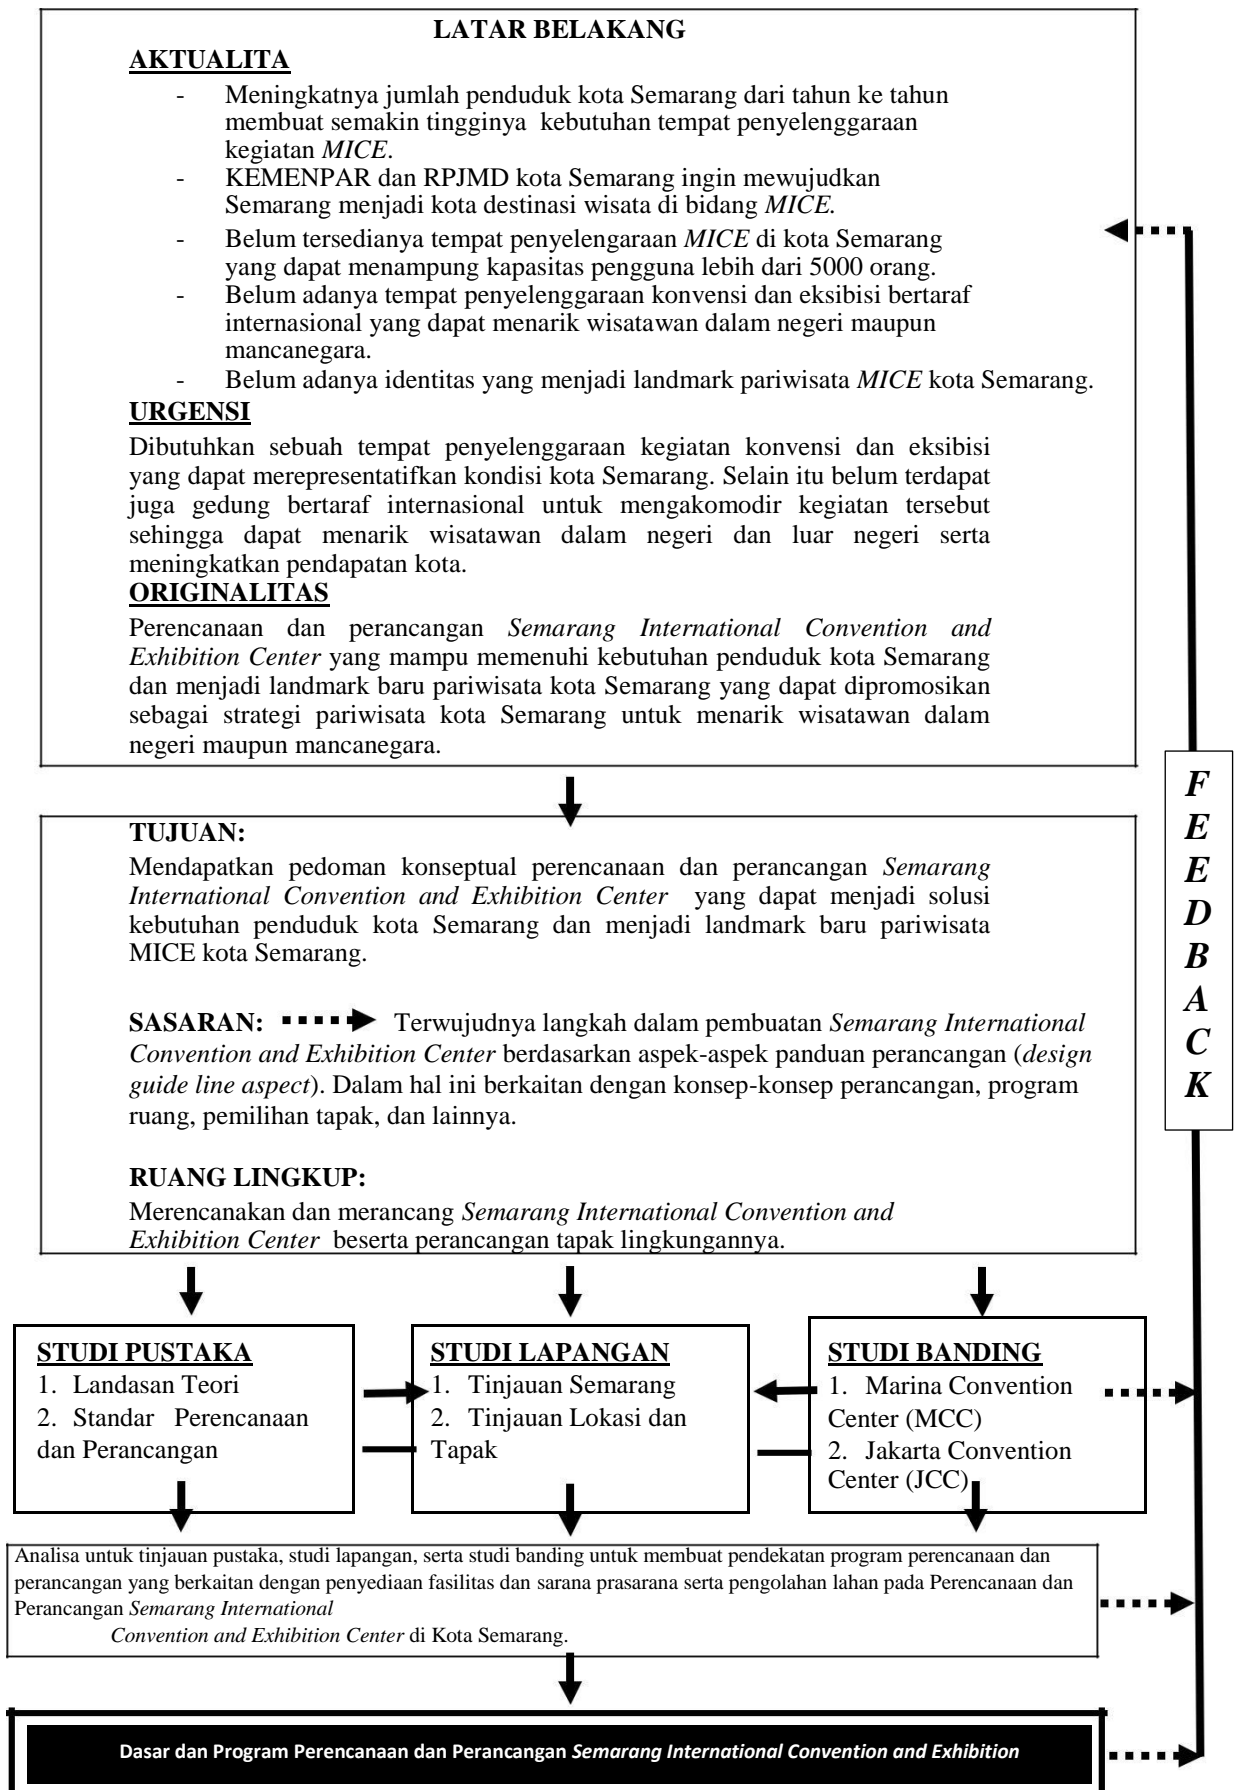 LATAR BELAKANG
AKTUALITA
- Meningkatnya jumlah penduduk kota Semarang dari tahun ke tahun
membuat semakin tingginya kebutuhan tempat penyelenggaraan
kegiatan MICE.
- KEMENPAR dan RPJMD kota Semarang ingin mewujudkan
Semarang menjadi kota destinasi wisata di bidang MICE.
- Belum tersedianya tempat penyelengaraan MICE di kota Semarang
yang dapat menampung kapasitas pengguna lebih dari 5000 orang.
- Belum adanya tempat penyelenggaraan konvensi dan eksibisi bertaraf
internasional yang dapat menarik wisatawan dalam negeri maupun
mancanegara.
- Belum adanya identitas yang menjadi landmark pariwisata MICE kota Semarang.
URGENSI
Dibutuhkan sebuah tempat penyelenggaraan kegiatan konvensi dan eksibisi
yang dapat merepresentatifkan kondisi kota Semarang. Selain itu belum terdapat
juga gedung bertaraf internasional untuk mengakomodir kegiatan tersebut
sehingga dapat menarik wisatawan dalam negeri dan luar negeri serta
meningkatkan pendapatan kota.
ORIGINALITAS
Perencanaan dan perancangan Semarang International Convention and
Exhibition Center yang mampu memenuhi kebutuhan penduduk kota Semarang
dan menjadi landmark baru pariwisata kota Semarang yang dapat dipromosikan
sebagai strategi pariwisata kota Semarang untuk menarik wisatawan dalam
negeri maupun mancanegara.
TUJUAN:
Mendapatkan pedoman konseptual perencanaan dan perancangan Semarang
International Convention and Exhibition Center yang dapat menjadi solusi
kebutuhan penduduk kota Semarang dan menjadi landmark baru pariwisata
MICE kota Semarang.
SASARAN: Terwujudnya langkah dalam pembuatan Semarang International
Convention and Exhibition Center berdasarkan aspek-aspek panduan perancangan (design
guide line aspect). Dalam hal ini berkaitan dengan konsep-konsep perancangan, program
ruang, pemilihan tapak, dan lainnya.
RUANG LINGKUP:
Merencanakan dan merancang Semarang International Convention and
Exhibition Center beserta perancangan tapak lingkungannya.
F
E
E
D
B
A
C
K
STUDI PUSTAKA
1. Landasan Teori
2. Standar Perencanaan
dan Perancangan
STUDI LAPANGAN
1. Tinjauan Semarang
2. Tinjauan Lokasi dan
Tapak
STUDI BANDING
1. Marina Convention
Center (MCC)
2. Jakarta Convention
Center (JCC)
Analisa untuk tinjauan pustaka, studi lapangan, serta studi banding untuk membuat pendekatan program perencanaan dan
perancangan yang berkaitan dengan penyediaan fasilitas dan sarana prasarana serta pengolahan lahan pada Perencanaan dan
Perancangan Semarang International
Convention and Exhibition Center di Kota Semarang.
Dasar dan Program Perencanaan dan Perancangan Semarang International Convention and Exhibition